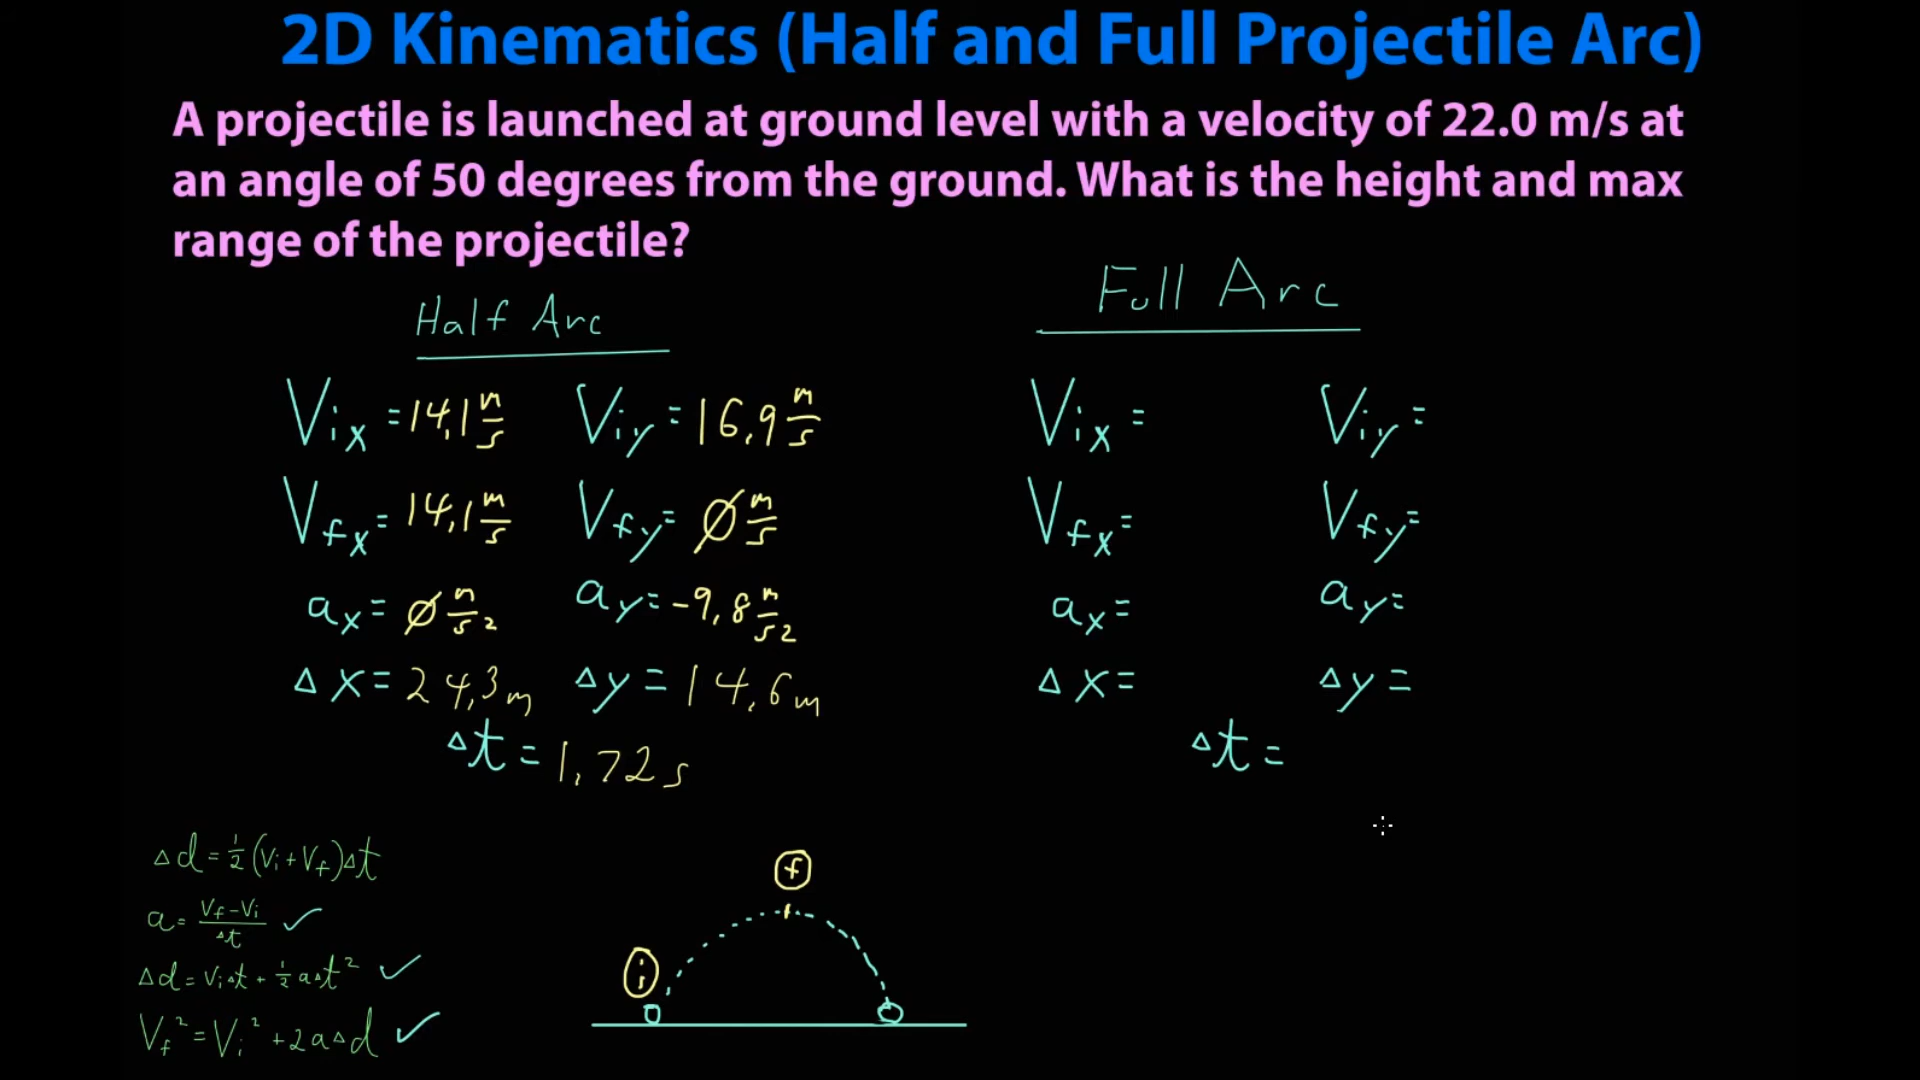 2D Kinematics (Half and Full Projectile Arc)
A projectile is launched at ground level with a velocity of 22.0 m/s at
an angle of 50 degrees from the ground. What is the height and max
range of the projectile?
Half Arc
Vix = 14.1 m/s Viy = 16.9 m/s
Vfx = 14.1 m/s Vfy = Ø m/s
ax = Ø m/s² ay = -9.8 m/s²
Δx = 24.3m Δy = 14.6m
Δt = 1.72s
Full Arc
Vix = Viy =
Vfx = Vfy =
ax = ay =
Δx = Δy =
Δt =
Δd = ½(Vi + Vf)Δt
a = (Vf - Vi)/Δt ✓
Δd = ViΔt + ½aΔt² ✓
Vf² = Vi² + 2aΔd ✓
f
i